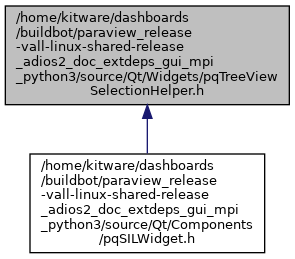 /home/kitware/dashboards
/buildbot/paraview_release
-vall-linux-shared-release
_adios2_doc_extdeps_gui_mpi
_python3/source/Qt/Widgets/pqTreeView
SelectionHelper.h
/home/kitware/dashboards
/buildbot/paraview_release
-vall-linux-shared-release
_adios2_doc_extdeps_gui_mpi
_python3/source/Qt/Components
/pqSILWidget.h